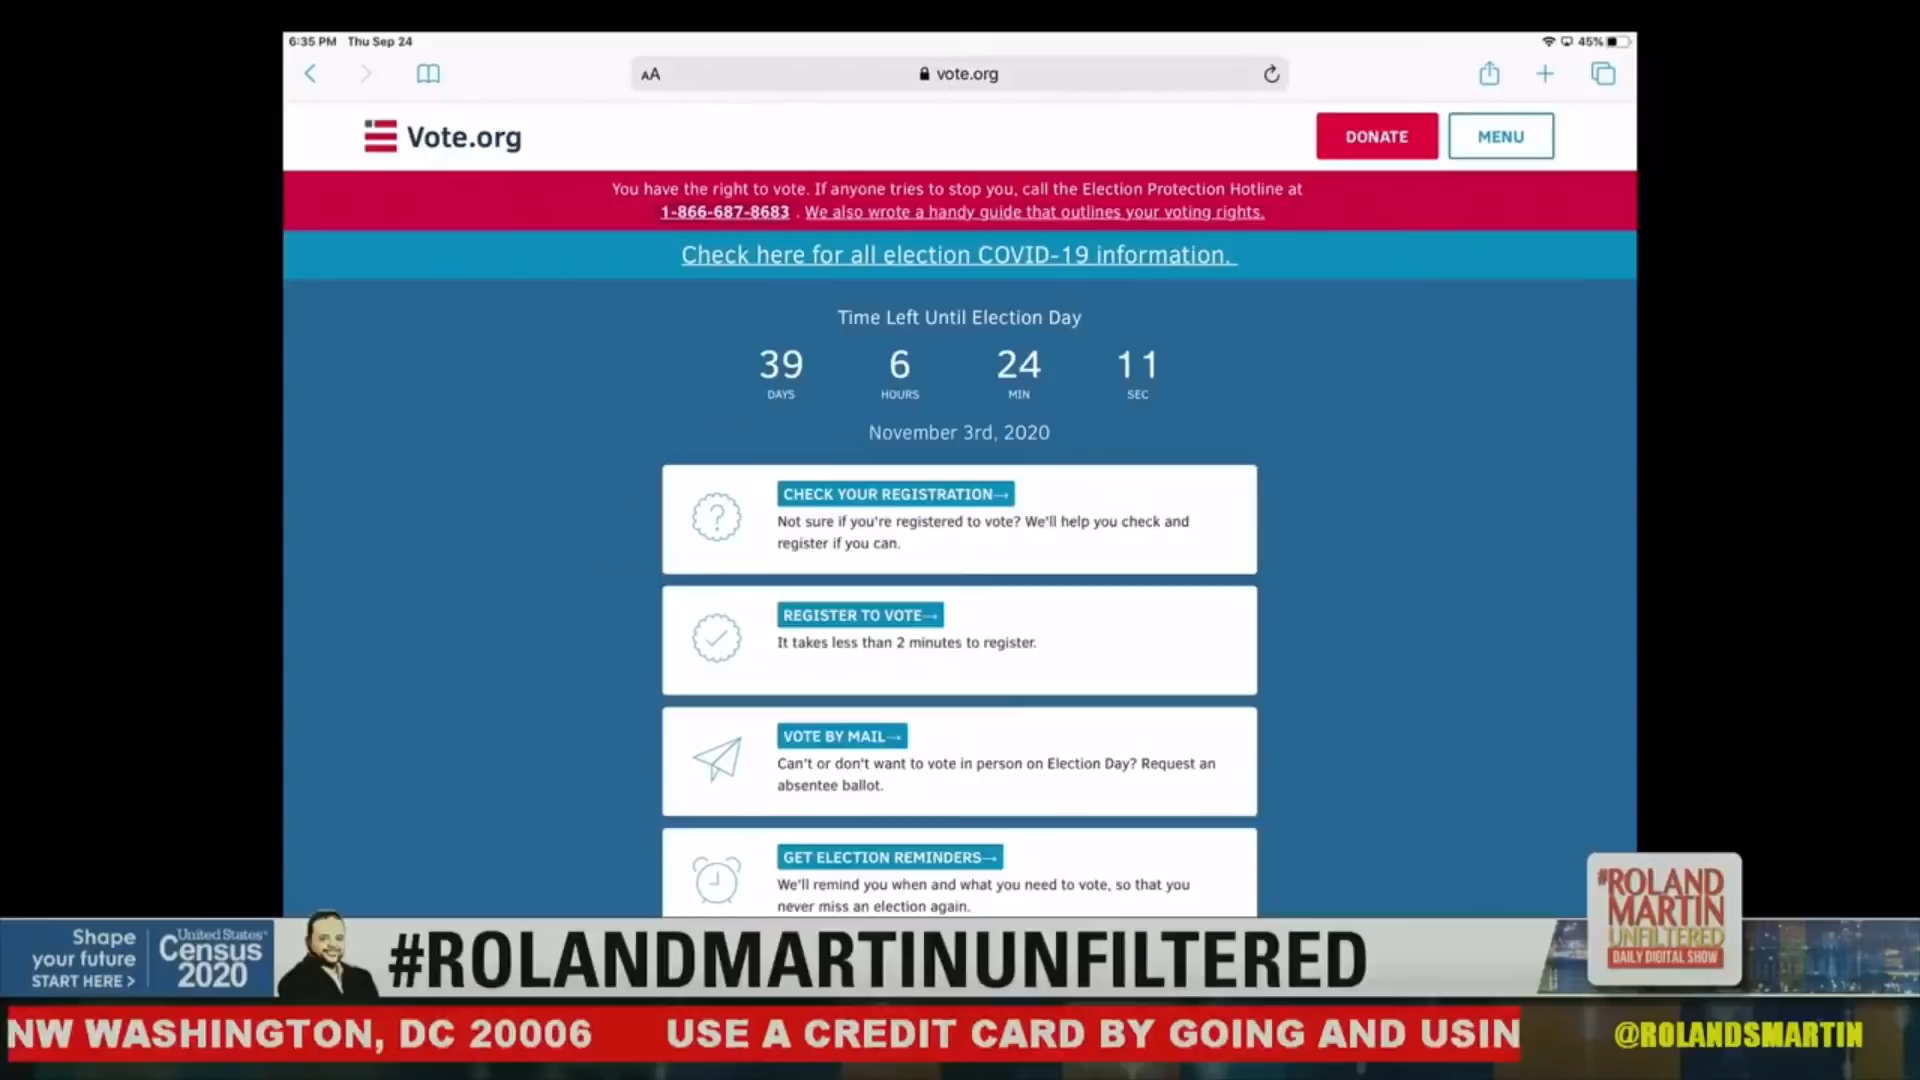 6:35 PM Thu Sep 24
45%
AA
vote.org
Vote.org
DONATE
MENU
You have the right to vote. If anyone tries to stop you, call the Election Protection Hotline at
1-866-687-8683 . We also wrote a handy guide that outlines your voting rights.
Check here for all election COVID-19 information.
Time Left Until Election Day
39 6 24 11
DAYS HOURS MIN SEC
November 3rd, 2020
CHECK YOUR REGISTRATION→
Not sure if you're registered to vote? We'll help you check and
register if you can.
REGISTER TO VOTE→
It takes less than 2 minutes to register.
VOTE BY MAIL→
Can't or don't want to vote in person on Election Day? Request an
absentee ballot.
GET ELECTION REMINDERS→
We'll remind you when and what you need to vote, so that you
never miss an election again.
#ROLAND
MARTIN
UNFILTERED
DAILY DIGITAL SHOW
Shape
your future
START HERE >
United States®
Census
2020
#ROLANDMARTINUNFILTERED
NW WASHINGTON, DC 20006 USE A CREDIT CARD BY GOING AND USIN
@ROLANDSMARTIN